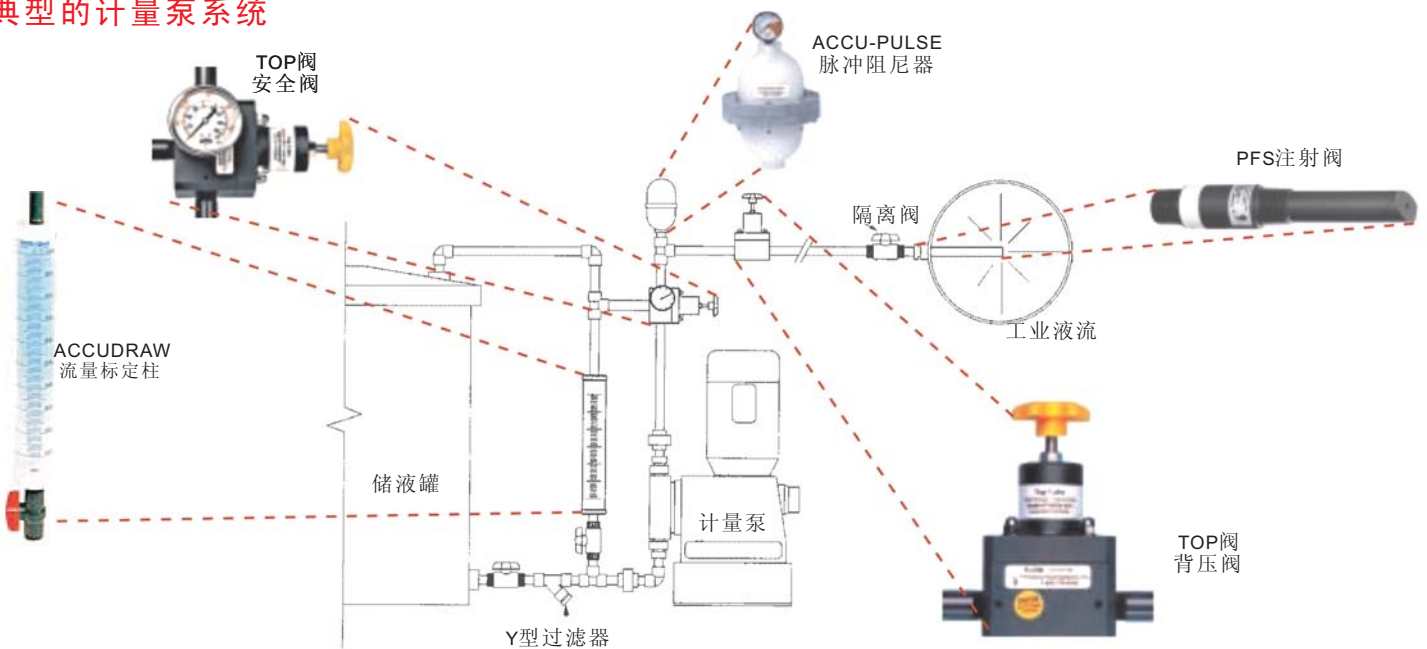 典型的计量泵系统
TOP阀
安全阀
ACCU-PULSE
脉冲阻尼器
PFS注射阀
隔离阀
工业液流
ACCUDRAW
流量标定柱
储液罐
计量泵
TOP阀
背压阀
Y型过滤器